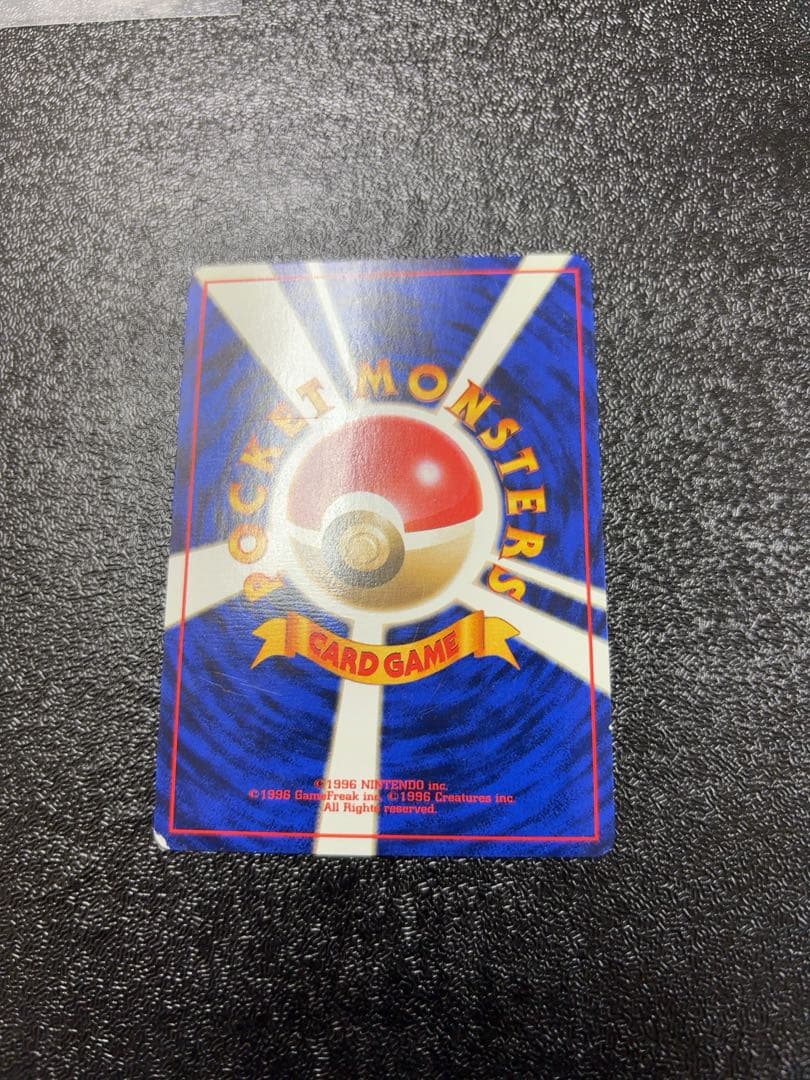 POCKET MONSTERS
CARD GAME
©1996 NINTENDO inc.
©1996 GameFreak inc. ©1996 Creatures inc.
All Rights reserved.